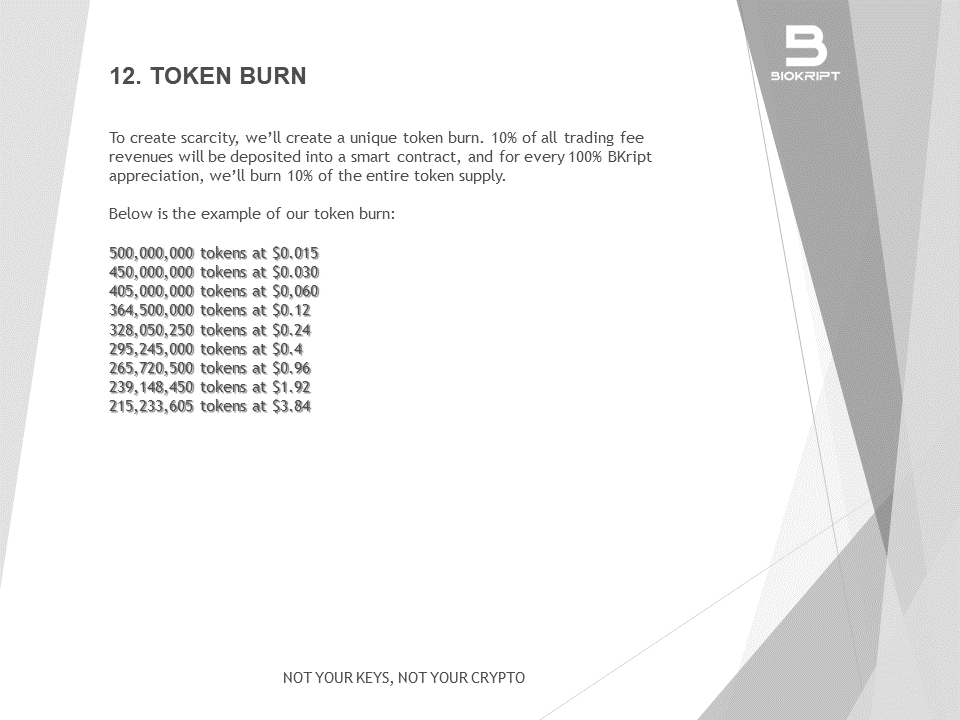 BIOKRIPT
12. TOKEN BURN
To create scarcity, we’ll create a unique token burn. 10% of all trading fee
revenues will be deposited into a smart contract, and for every 100% BKript
appreciation, we’ll burn 10% of the entire token supply.
Below is the example of our token burn:
500,000,000 tokens at $0.015
450,000,000 tokens at $0.030
405,000,000 tokens at $0,060
364,500,000 tokens at $0.12
328,050,250 tokens at $0.24
295,245,000 tokens at $0.4
265,720,500 tokens at $0.96
239,148,450 tokens at $1.92
215,233,605 tokens at $3.84
NOT YOUR KEYS, NOT YOUR CRYPTO